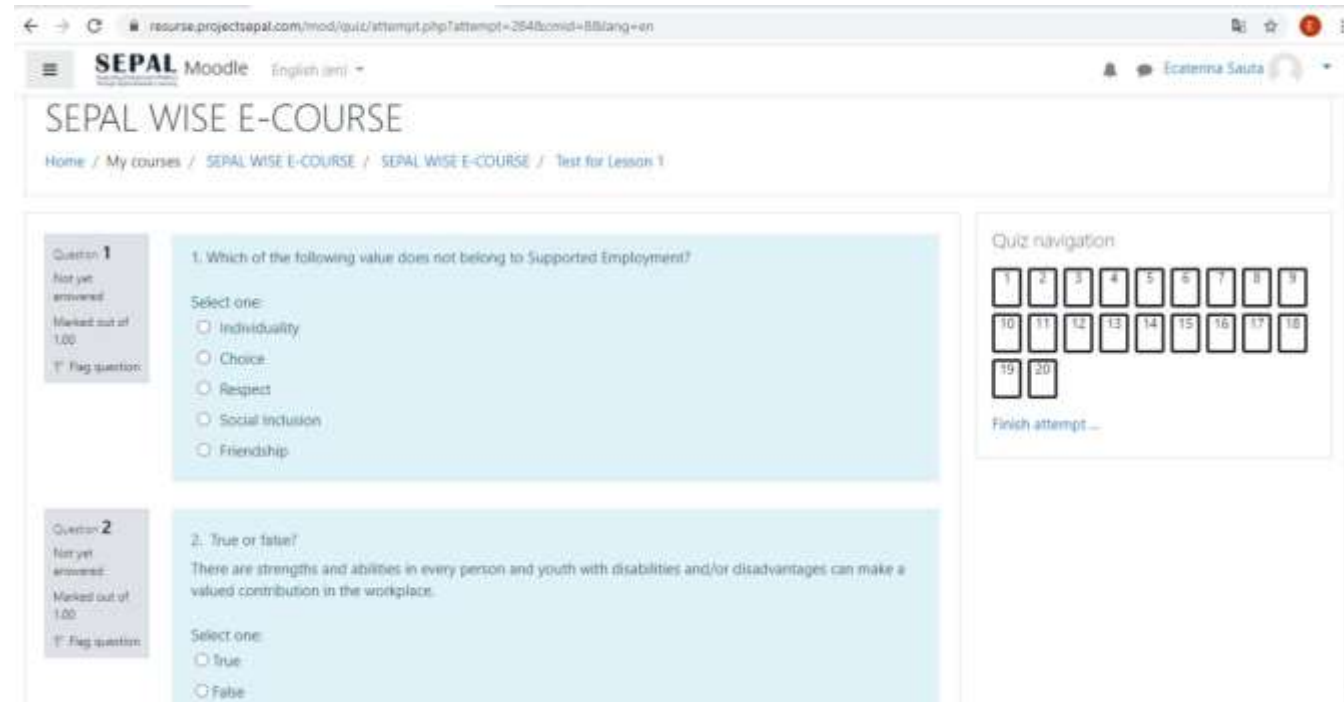 resurse.projectsepal.com/mod/quiz/attempt.php?attempt=264&cmid=88&lang=en
SEPAL Moodle English (en)
Ecaterina Sauta
SEPAL WISE E-COURSE
Home / My courses / SEPAL WISE E-COURSE / SEPAL WISE E-COURSE / Test for Lesson 1
Question 1
Not yet
answered
Marked out of
1.00
Flag question
1. Which of the following value does not belong to Supported Employment?
Select one:
Individuality
Choice
Respect
Social Inclusion
Friendship
Quiz navigation
1 2 3 4 5 6 7 8 9
10 11 12 13 14 15 16 17 18
19 20
Finish attempt ...
Question 2
Not yet
answered
Marked out of
1.00
Flag question
2. True or false?
There are strengths and abilities in every person and youth with disabilities and/or disadvantages can make a
valued contribution in the workplace.
Select one:
True
False